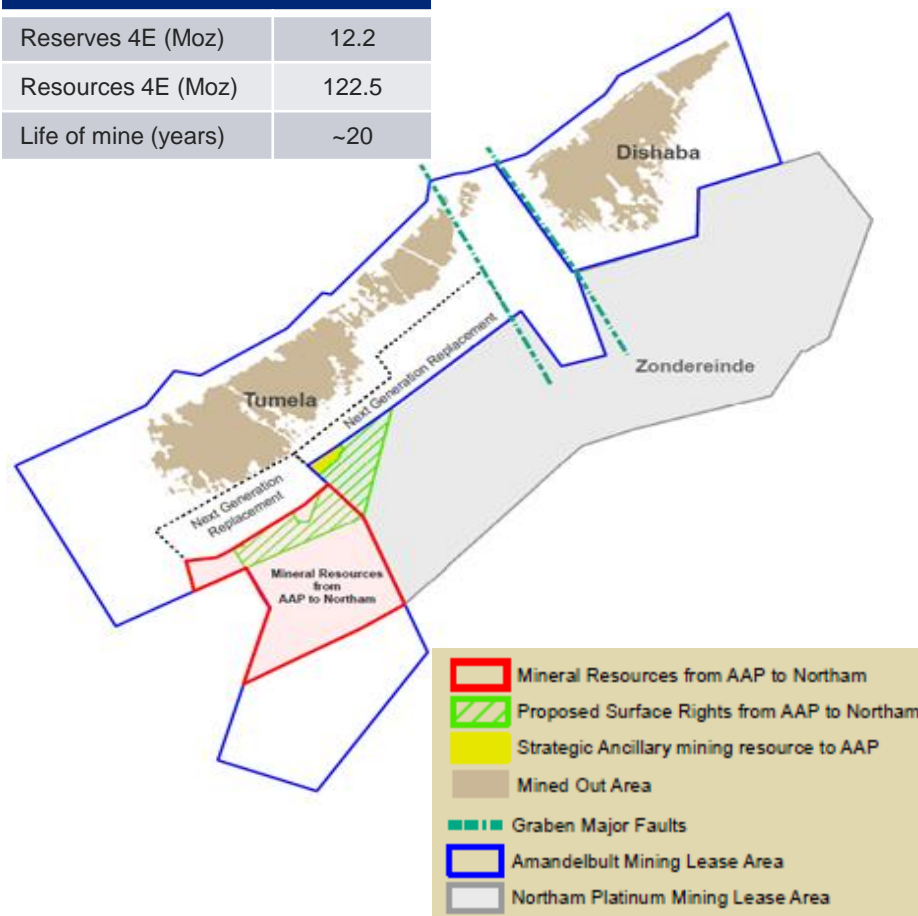 Reserves 4E (Moz) 12.2
Resources 4E (Moz) 122.5
Life of mine (years) ~20
Dishaba
Zondereinde
Next Generation Replacement
Tumela
Next Generation
Replacement
Mineral Resources
from
AAP to Northam
Mineral Resources from AAP to Northam
Proposed Surface Rights from AAP to Northam
Strategic Ancillary mining resource to AAP
Mined Out Area
Graben Major Faults
Amandelbult Mining Lease Area
Northam Platinum Mining Lease Area